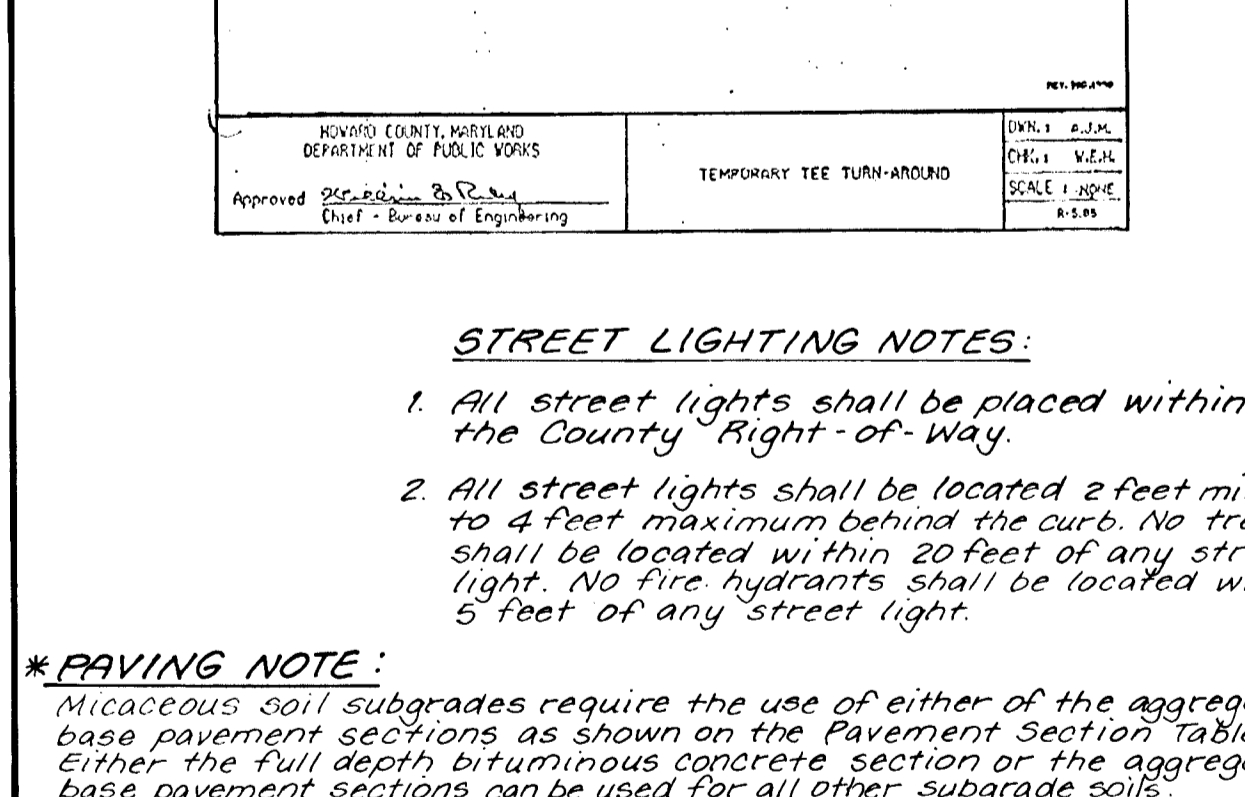 HOWARD COUNTY, MARYLAND
DEPARTMENT OF PUBLIC WORKS
Approved
Chief - Bureau of Engineering
TEMPORARY TEE TURN-AROUND
DWN.: A.J.M.
CHK.: W.E.H.
SCALE : NONE
R-5.05
STREET LIGHTING NOTES:
1. All street lights shall be placed within
the County Right-of-Way.
2. All street lights shall be located 2 feet mi
to 4 feet maximum behind the curb. No tre
shall be located within 20 feet of any str
light. No fire hydrants shall be located w
5 feet of any street light.
* PAVING NOTE:
Micaceous soil subgrades require the use of either of the aggreg
base pavement sections as shown on the Pavement Section Table
Either the full depth bituminous concrete section or the aggreg
base pavement sections can be used for all other subgrade soils.